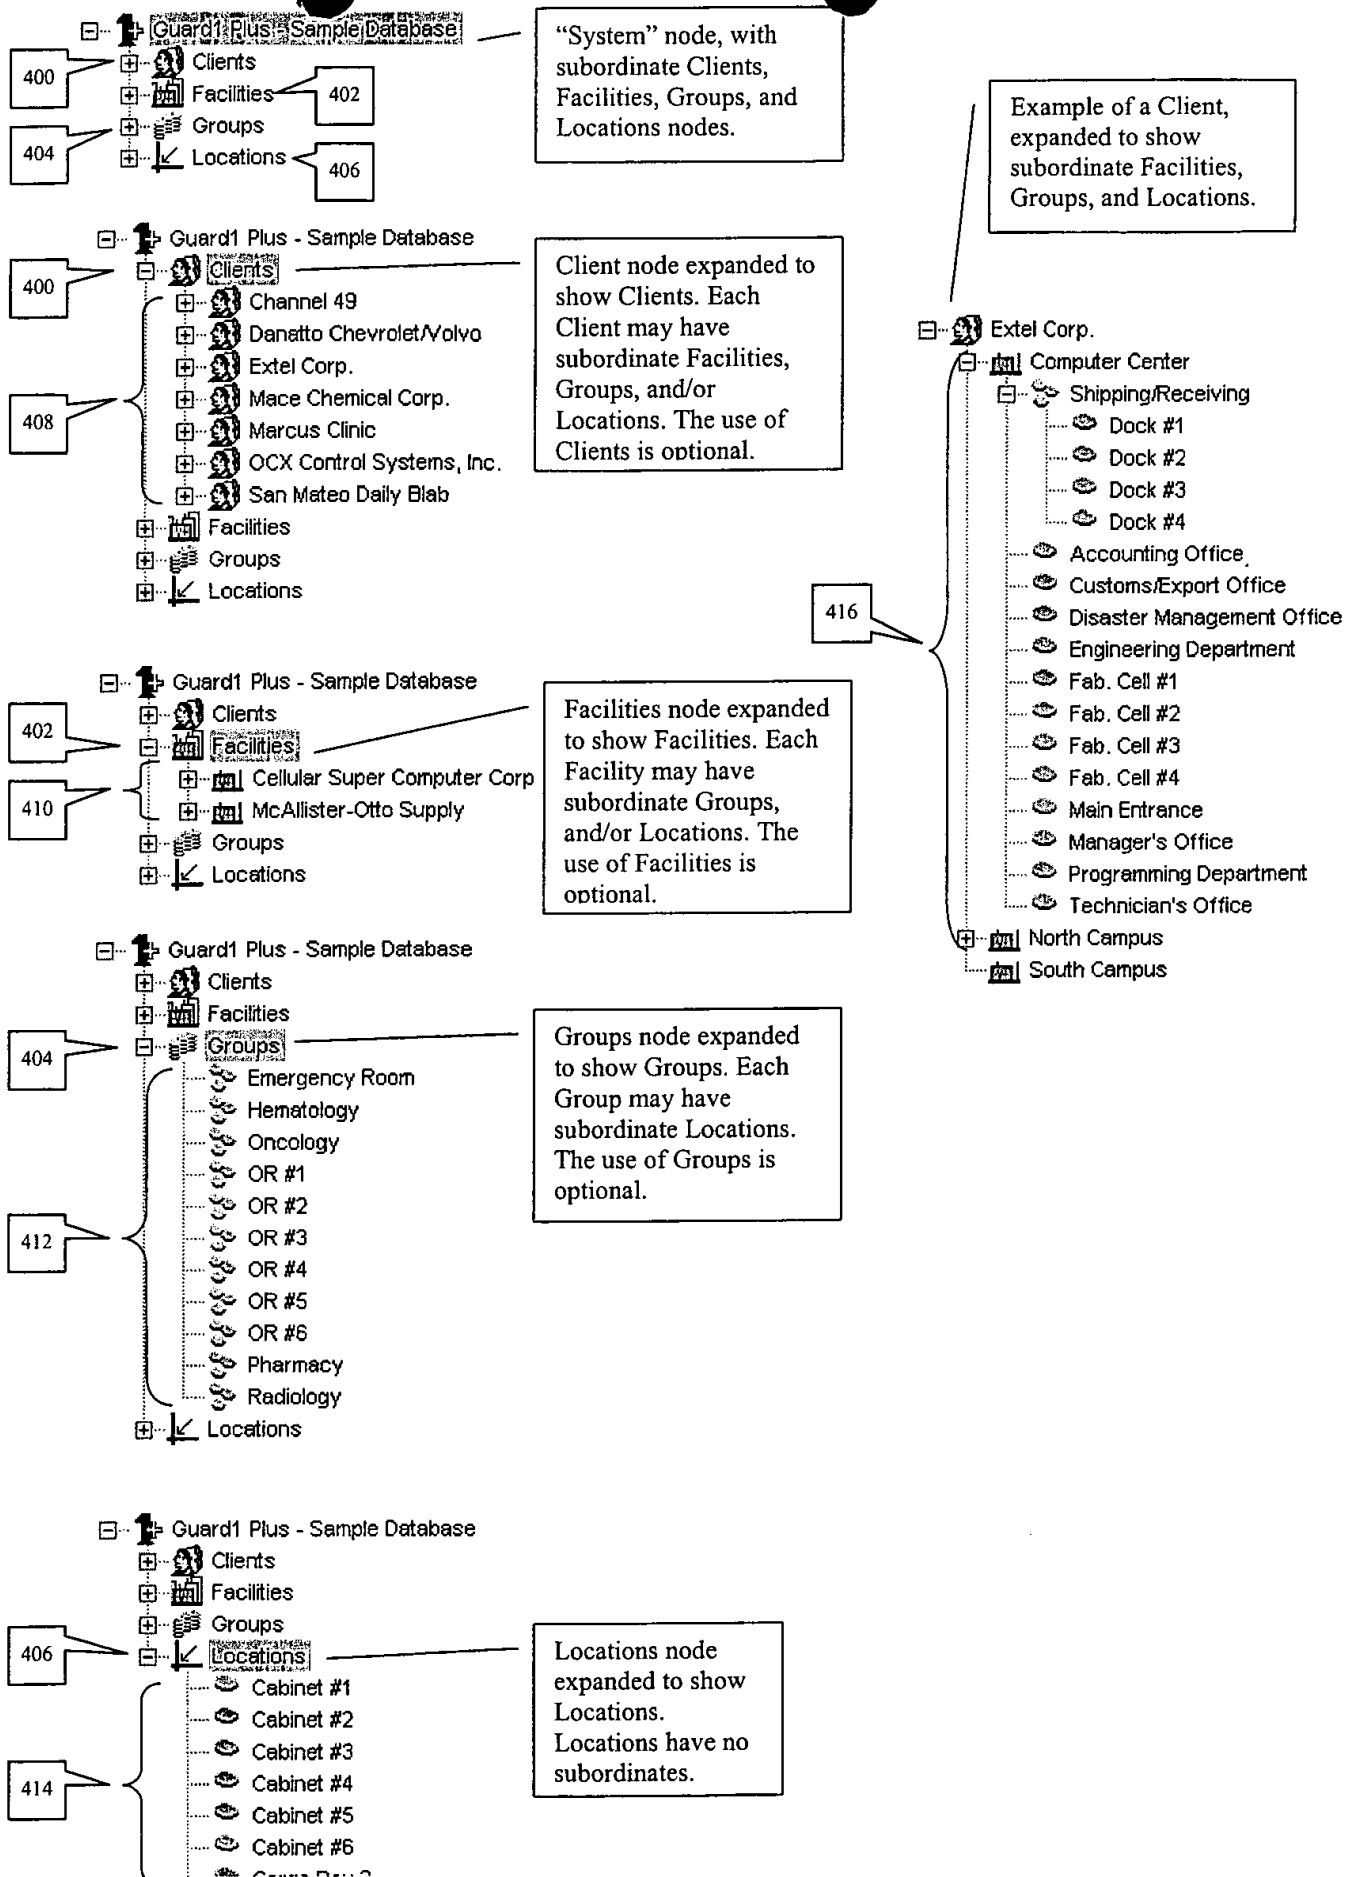 Guard1 Plus - Sample Database
Clients
Facilities
Groups
Locations
400
402
404
406
“System” node, with
subordinate Clients,
Facilities, Groups, and
Locations nodes.
Guard1 Plus - Sample Database
Clients
Channel 49
Danatto Chevrolet/Volvo
Extel Corp.
Mace Chemical Corp.
Marcus Clinic
OCX Control Systems, Inc.
San Mateo Daily Blab
Facilities
Groups
Locations
400
408
Client node expanded to
show Clients. Each
Client may have
subordinate Facilities,
Groups, and/or
Locations. The use of
Clients is optional.
Guard1 Plus - Sample Database
Clients
Facilities
Cellular Super Computer Corp
McAllister-Otto Supply
Groups
Locations
402
410
Facilities node expanded
to show Facilities. Each
Facility may have
subordinate Groups,
and/or Locations. The
use of Facilities is
optional.
Guard1 Plus - Sample Database
Clients
Facilities
Groups
Emergency Room
Hematology
Oncology
OR #1
OR #2
OR #3
OR #4
OR #5
OR #6
Pharmacy
Radiology
Locations
404
412
Groups node expanded
to show Groups. Each
Group may have
subordinate Locations.
The use of Groups is
optional.
Guard1 Plus - Sample Database
Clients
Facilities
Groups
Locations
Cabinet #1
Cabinet #2
Cabinet #3
Cabinet #4
Cabinet #5
Cabinet #6
406
414
Locations node
expanded to show
Locations.
Locations have no
subordinates.
Example of a Client,
expanded to show
subordinate Facilities,
Groups, and Locations.
Extel Corp.
Computer Center
Shipping/Receiving
Dock #1
Dock #2
Dock #3
Dock #4
Accounting Office
Customs/Export Office
Disaster Management Office
Engineering Department
Fab. Cell #1
Fab. Cell #2
Fab. Cell #3
Fab. Cell #4
Main Entrance
Manager's Office
Programming Department
Technician's Office
North Campus
South Campus
416